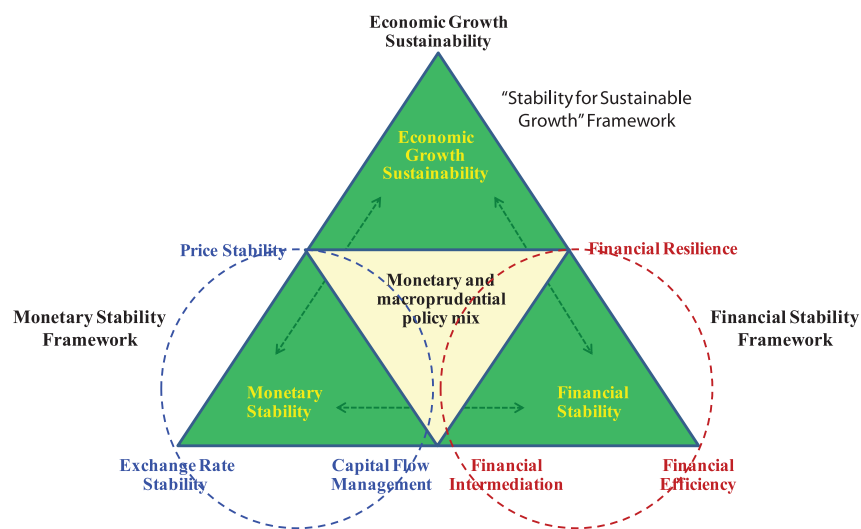 Economic Growth
Sustainability
"Stability for Sustainable
Growth" Framework
Economic
Growth
Sustainability
Price Stability
Financial Resilience
Monetary and
macroprudential
policy mix
Monetary Stability
Framework
Financial Stability
Framework
Monetary
Stability
Financial
Stability
Exchange Rate
Stability
Capital Flow
Management
Financial
Intermediation
Financial
Efficiency